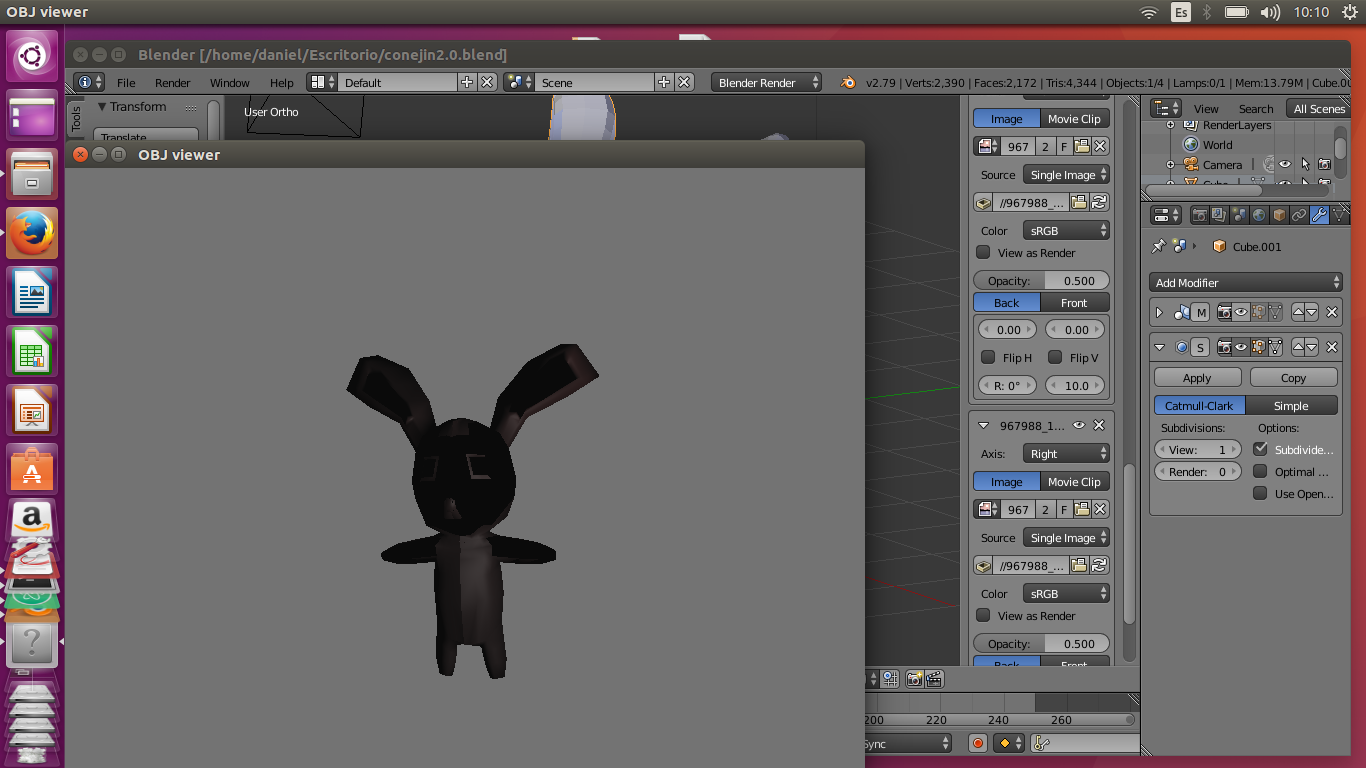 OBJ viewer
Es
10:10
Blender [/home/daniel/Escritorio/conejin2.0.blend]
File Render Window Help Default Scene Blender Render v2.79 | Verts:2,390 | Faces:2,172 | Tris:4,344 | Objects:1/4 | Lamps:0/1 | Mem:13.79M | Cube.00
Tools
Transform
Translate
User Ortho
OBJ viewer
Image Movie Clip
967 2 F
Source Single Image
//967988_...
Color sRGB
View as Render
Opacity: 0.500
Back Front
0.00 0.00
Flip H Flip V
R: 0° 10.0
967988_1...
Axis: Right
Image Movie Clip
967 2 F
Source Single Image
//967988_...
Color sRGB
View as Render
Opacity: 0.500
Back Front
200 220 240 260
Sync
View Search All Scenes
RenderLayers
World
Camera
Cube
Cube.001
Add Modifier
M
S
Apply Copy
Catmull-Clark Simple
Subdivisions: Options:
View: 1 Subdivide...
Render: 0 Optimal ...
Use Open...